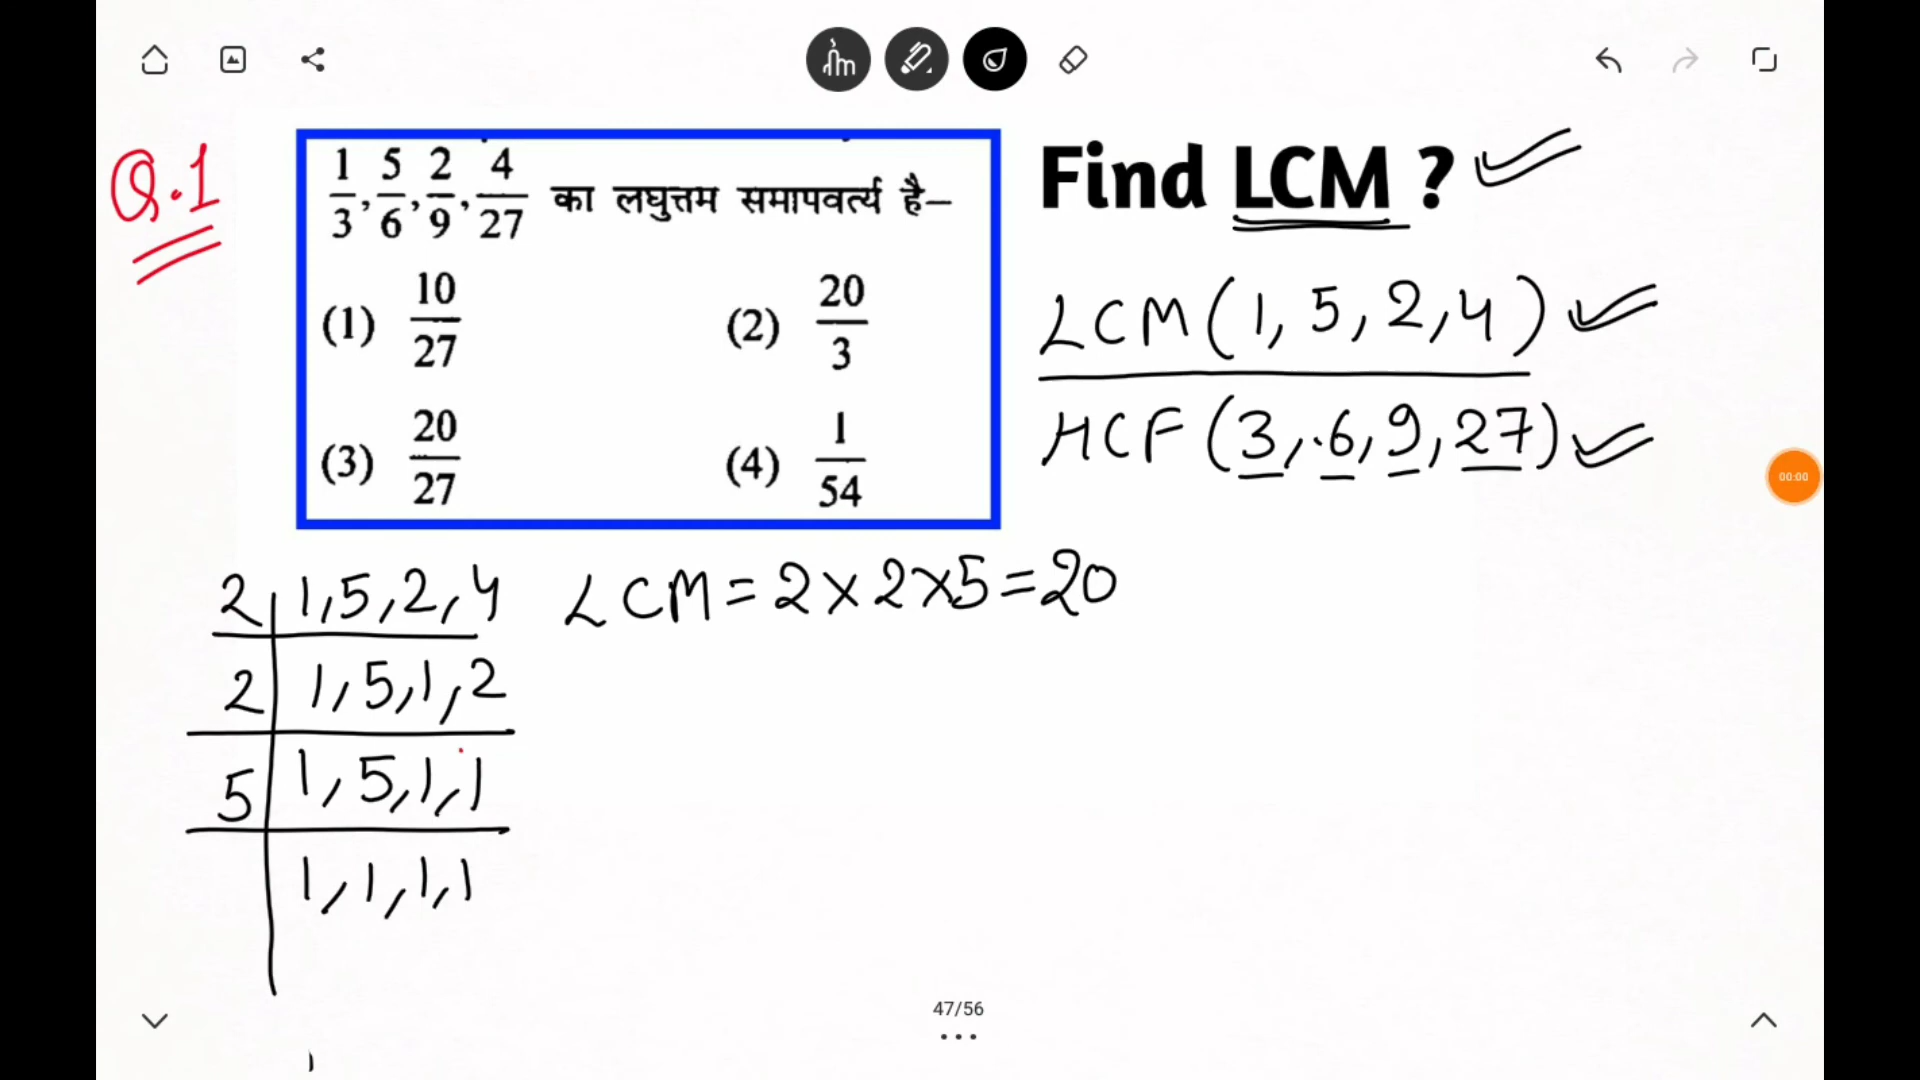 Q.1
1/3, 5/6, 2/9, 4/27 का लघुत्तम समापवर्त्य है–
(1) 10/27 (2) 20/3
(3) 20/27 (4) 1/54
Find LCM ?
LCM (1, 5, 2, 4)
HCF (3, 6, 9, 27)
00:00
2 | 1, 5, 2, 4
2 | 1, 5, 1, 2
5 | 1, 5, 1, 1
1, 1, 1, 1
LCM = 2 × 2 × 5 = 20
47/56